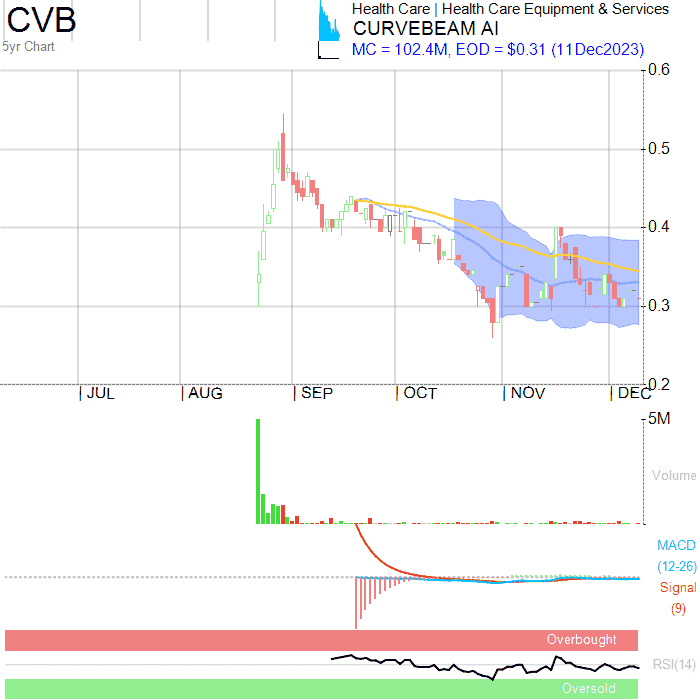 CVB
5yr Chart
Health Care | Health Care Equipment & Services
CURVEBEAM AI
MC = 102.4M, EOD = $0.31 (11Dec2023)
0.6
0.5
0.4
0.3
0.2
| JUL | AUG | SEP | OCT | NOV | DEC
5M
Volume
MACD
(12-26)
Signal
(9)
Overbought
RSI(14)
Oversold